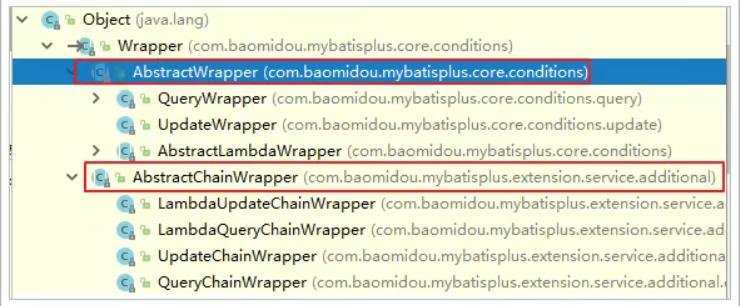 Object (java.lang)
Wrapper (com.baomidou.mybatisplus.core.conditions)
AbstractWrapper (com.baomidou.mybatisplus.core.conditions)
QueryWrapper (com.baomidou.mybatisplus.core.conditions.query)
UpdateWrapper (com.baomidou.mybatisplus.core.conditions.update)
AbstractLambdaWrapper (com.baomidou.mybatisplus.core.conditions)
AbstractChainWrapper (com.baomidou.mybatisplus.extension.service.additional)
LambdaUpdateChainWrapper (com.baomidou.mybatisplus.extension.service.a
LambdaQueryChainWrapper (com.baomidou.mybatisplus.extension.service.ad
UpdateChainWrapper (com.baomidou.mybatisplus.extension.service.additiona
QueryChainWrapper (com.baomidou.mybatisplus.extension.service.additional.